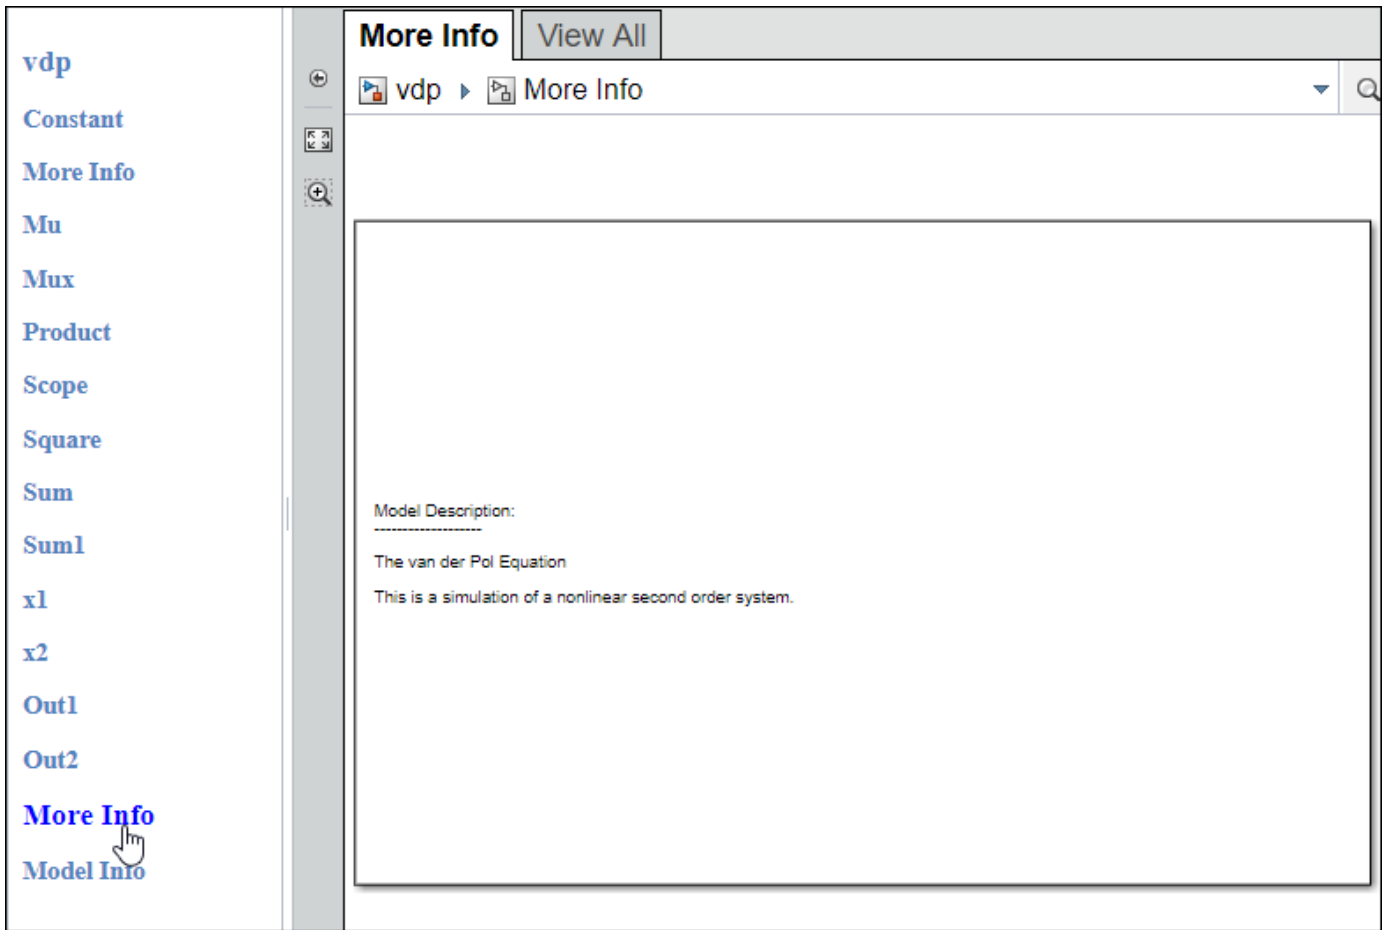 vdp
Constant
More Info
Mu
Mux
Product
Scope
Square
Sum
Sum1
x1
x2
Out1
Out2
More Info
Model Info
More Info
View All
vdp
More Info
Model Description:
-------------------
The van der Pol Equation
This is a simulation of a nonlinear second order system.